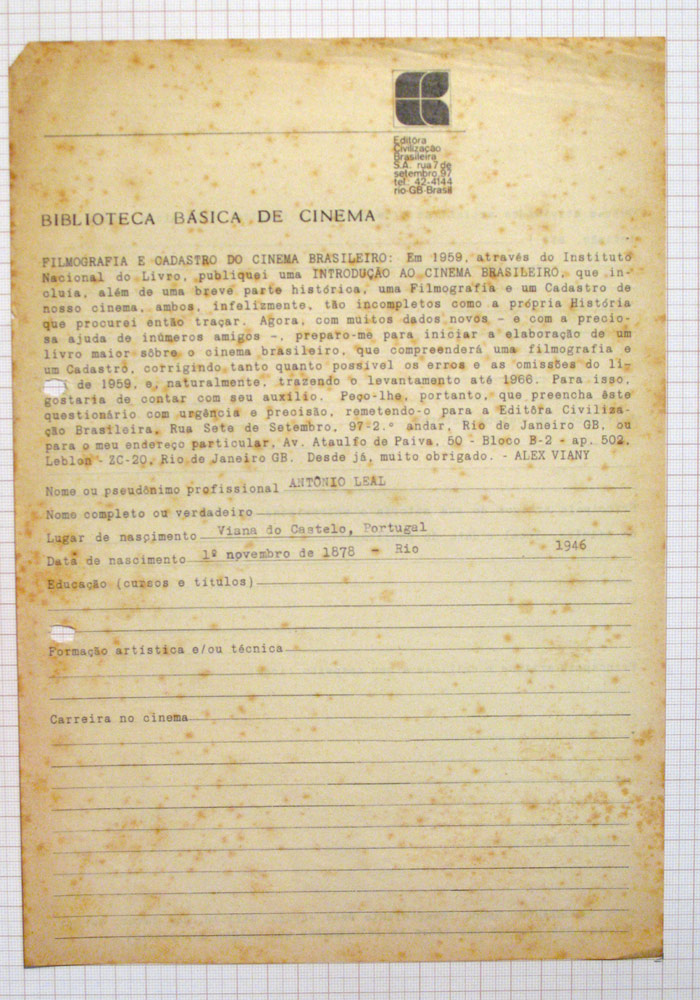 Editôra
Civilização
Brasileira
S.A. rua 7 de
setembro, 97
tel: 42-4144
rio-GB-Brasil
BIBLIOTECA BÁSICA DE CINEMA
FILMOGRAFIA E CADASTRO DO CINEMA BRASILEIRO: Em 1959, através do Instituto
Nacional do Livro, publiquei uma INTRODUÇÃO AO CINEMA BRASILEIRO, que in-
cluia, além de uma breve parte histórica, uma Filmografia e um Cadastro de
nosso cinema, ambos, infelizmente, tão incompletos como a própria História
que procurei então traçar. Agora, com muitos dados novos - e com a precio-
sa ajuda de inúmeros amigos -, preparo-me para iniciar a elaboração de um
livro maior sôbre o cinema brasileiro, que compreenderá uma filmografia e
um Cadastro, corrigindo tanto quanto possivel os erros e as omissões do li-
de 1959, e, naturalmente, trazendo o levantamento até 1966. Para isso,
gostaria de contar com seu auxílio. Peço-lhe, portanto, que preencha êste
questionário com urgência e precisão, remetendo-o para a Editôra Civiliza-
ção Brasileira, Rua Sete de Setembro, 97-2.º andar, Rio de Janeiro GB, ou
para o meu endereço particular, Av. Ataulfo de Paiva, 50 - Bloco B-2 - ap. 502,
Leblon - ZC-20, Rio de Janeiro GB. Desde já, muito obrigado. - ALEX VIANY
Nome ou pseudônimo profissional ANTÔNIO LEAL
Nome completo ou verdadeiro
Lugar de nascimento Viana do Castelo, Portugal
Data de nascimento 1º novembro de 1878 - Rio 1946
Educação (cursos e títulos)
Formação artística e/ou técnica
Carreira no cinema